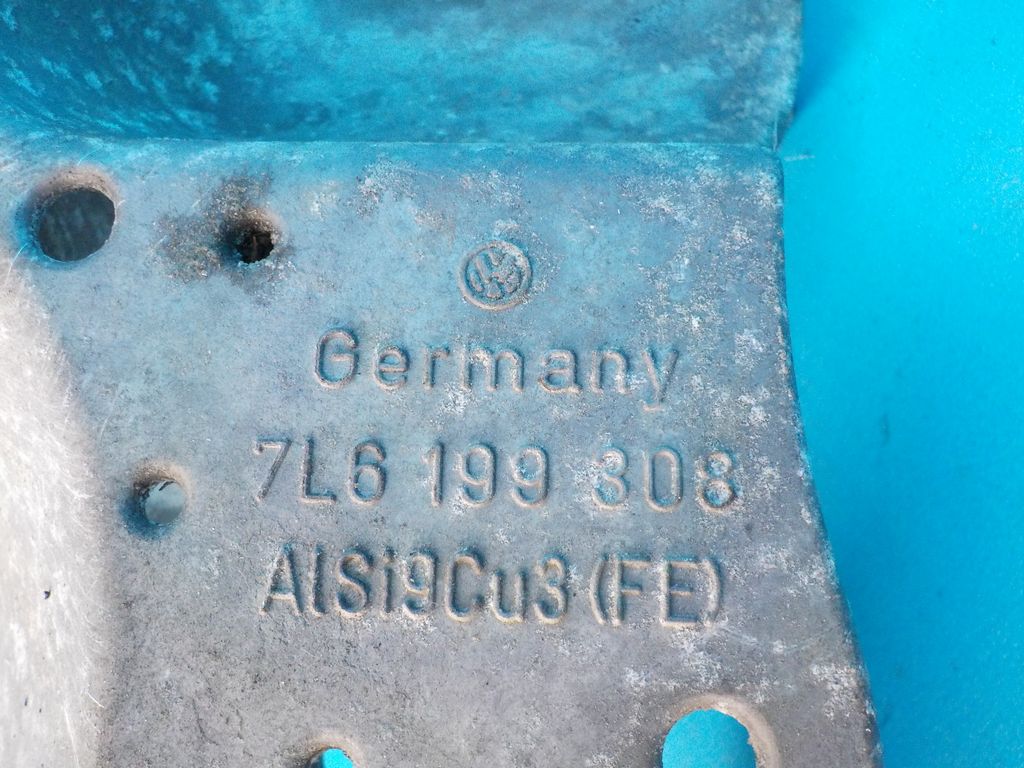 Germany
7L6 199 308
AlSi9Cu3(FE)